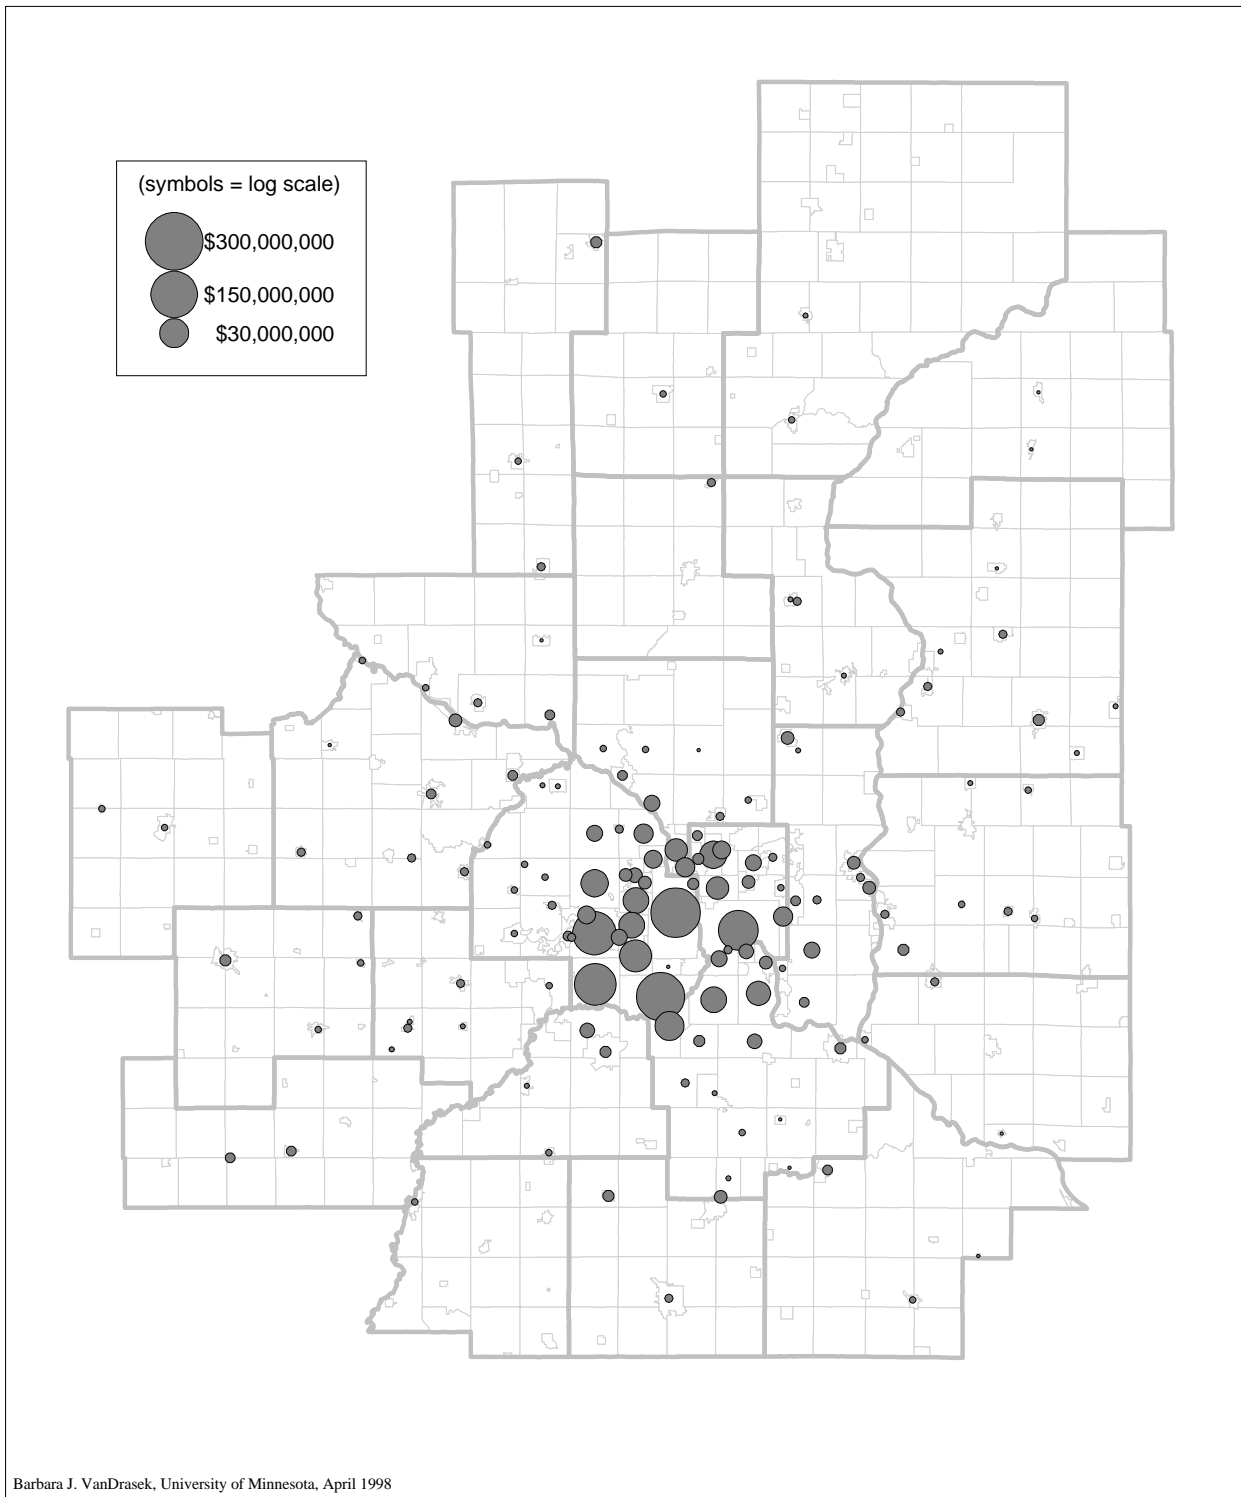 (symbols = log scale)
$300,000,000
$150,000,000
$30,000,000
Barbara J. VanDrasek, University of Minnesota, April 1998